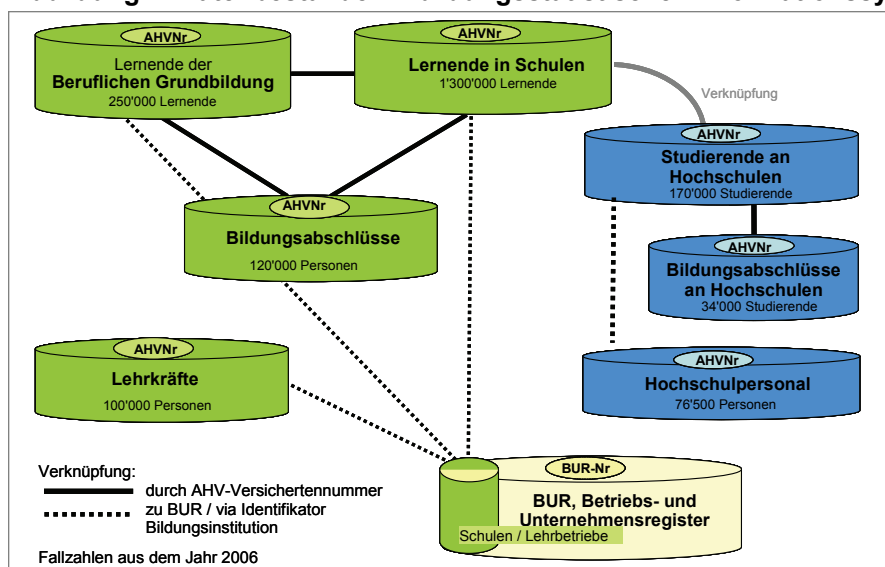 AHVNr
Lernende der
Beruflichen Grundbildung
250'000 Lernende
AHVNr
Lernende in Schulen
1'300'000 Lernende
Verknüpfung
AHVNr
Studierende an
Hochschulen
170'000 Studierende
AHVNr
Bildungsabschlüsse
120'000 Personen
AHVNr
Bildungsabschlüsse
an Hochschulen
34'000 Studierende
AHVNr
Lehrkräfte
100'000 Personen
AHVNr
Hochschulpersonal
76'500 Personen
Verknüpfung:
durch AHV-Versichertennummer
zu BUR / via Identifikator
Bildungsinstitution
Fallzahlen aus dem Jahr 2006
BUR-Nr
BUR, Betriebs- und
Unternehmensregister
Schulen / Lehrbetriebe